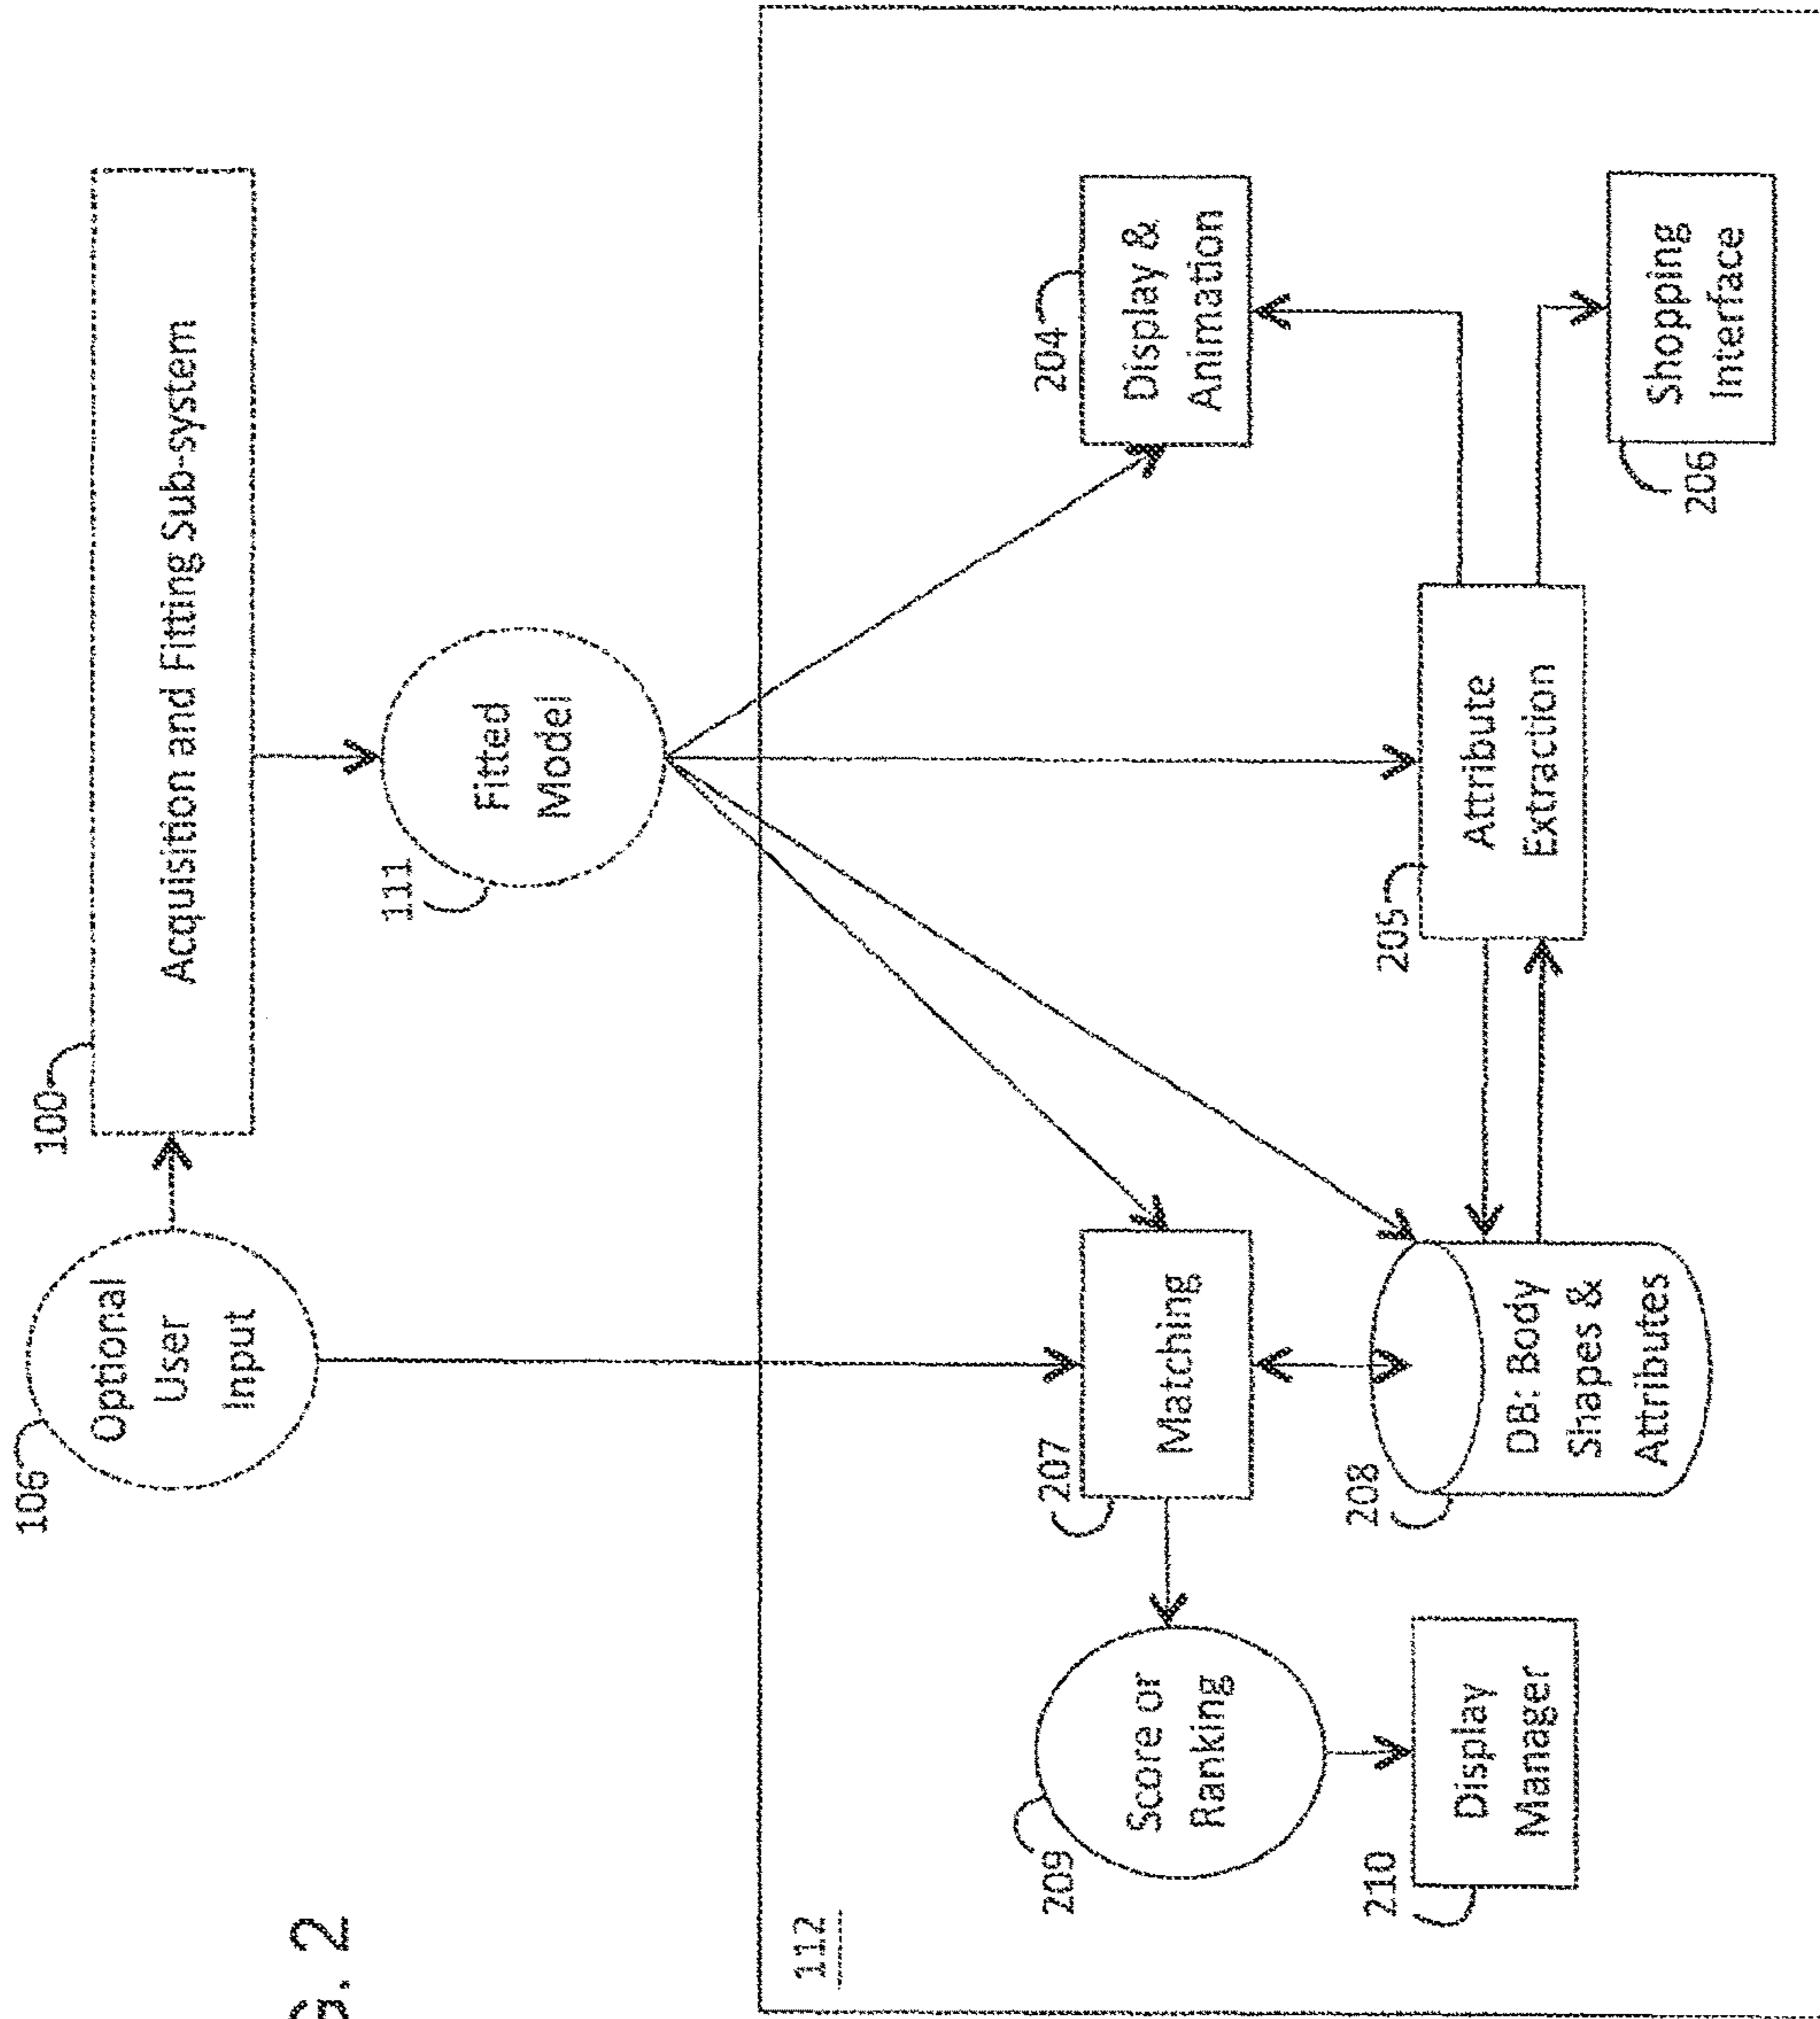 106
Optional
User
Input
100
Acquisition and Fitting Sub-system
111
Fitted
Model
G. 2
112
207
Matching
204
Display &
Animation
209
Score or
Ranking
208
DB: Body
Shapes &
Attributes
205
Attribute
Extraction
210
Display
Manager
206
Shopping
Interface